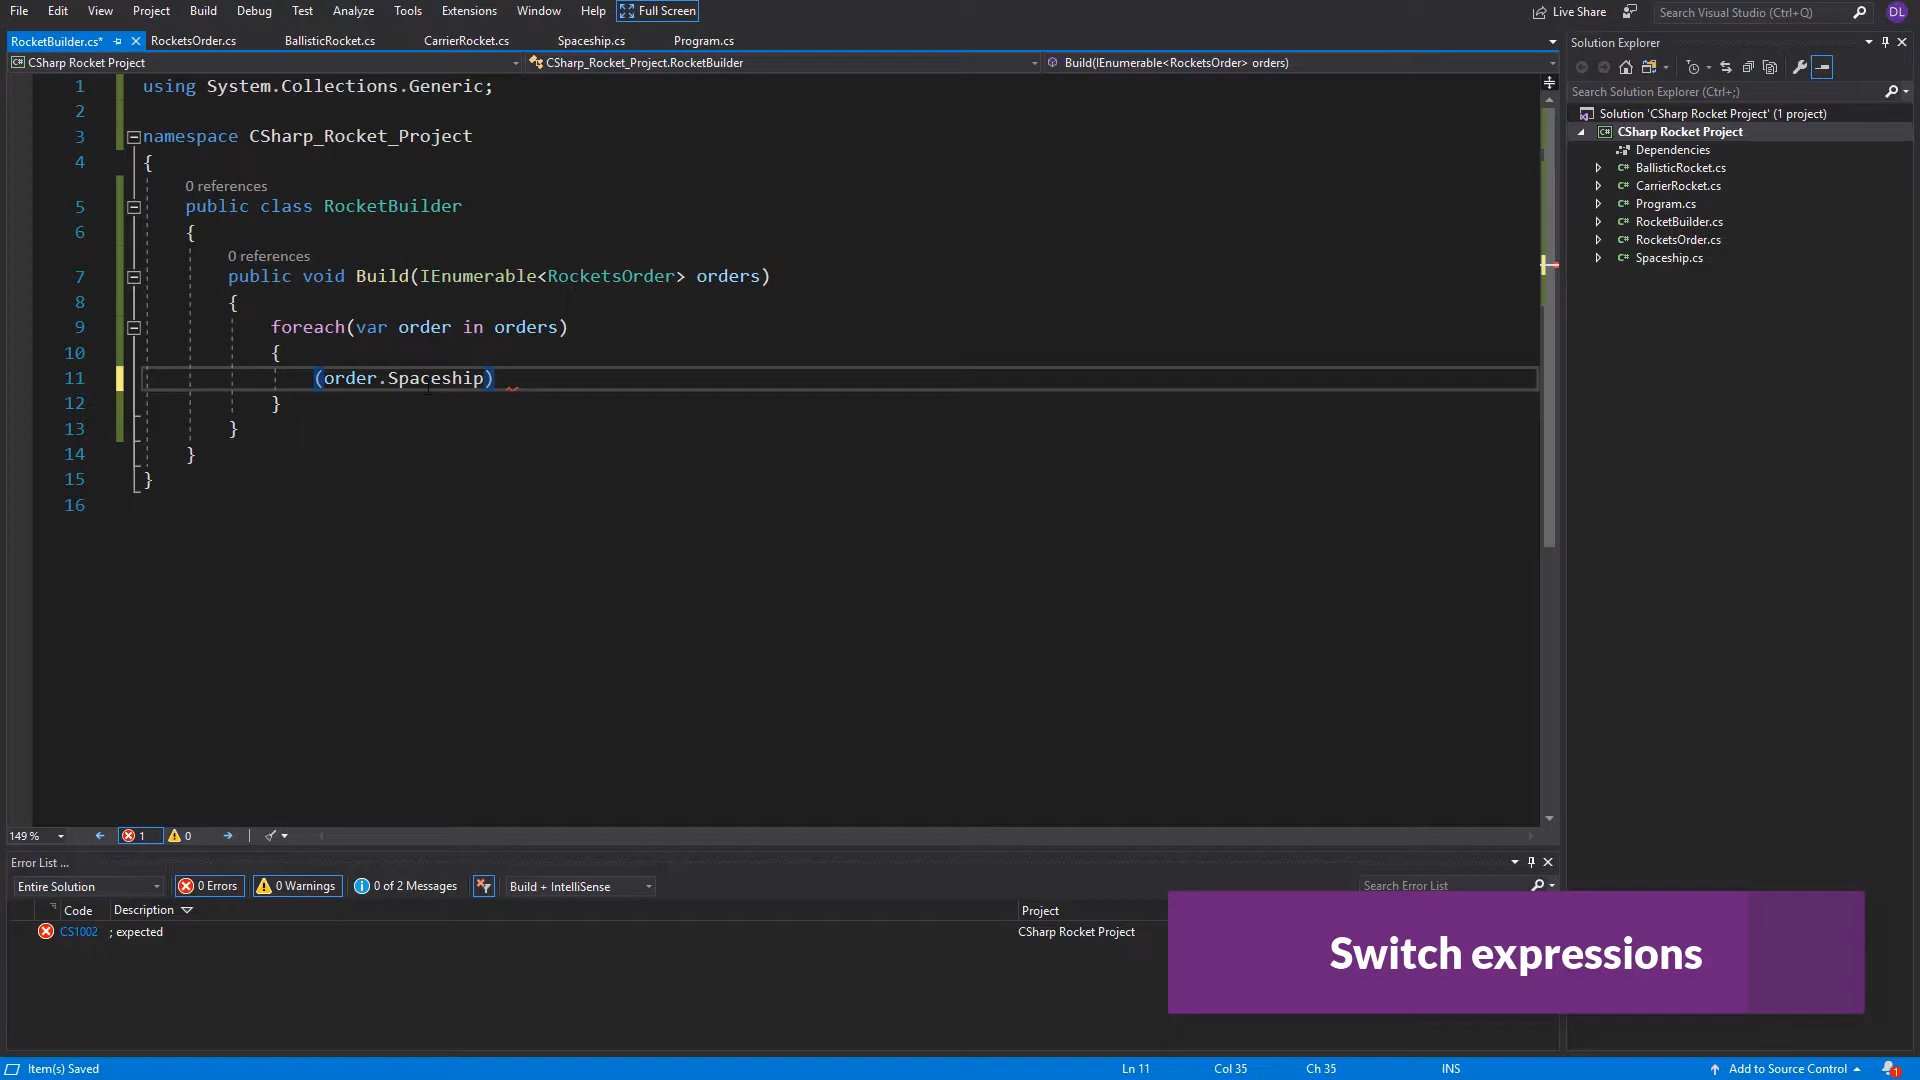 File Edit View Project Build Debug Test Analyze Tools Extensions Window Help Full Screen Live Share Search Visual Studio (Ctrl+Q) DL
RocketBuilder.cs* RocketsOrder.cs BallisticRocket.cs CarrierRocket.cs Spaceship.cs Program.cs
CSharp Rocket Project CSharp_Rocket_Project.RocketBuilder Build(IEnumerable<RocketsOrder> orders)
1 using System.Collections.Generic;
2
3 namespace CSharp_Rocket_Project
4 {
0 references
5 public class RocketBuilder
6 {
0 references
7 public void Build(IEnumerable<RocketsOrder> orders)
8 {
9 foreach(var order in orders)
10 {
11 (order.Spaceship)
12 }
13 }
14 }
15 }
16
149 % 1 0
Solution Explorer
Search Solution Explorer (Ctrl+;)
Solution 'CSharp Rocket Project' (1 project)
C# CSharp Rocket Project
Dependencies
C# BallisticRocket.cs
C# CarrierRocket.cs
C# Program.cs
C# RocketBuilder.cs
C# RocketsOrder.cs
C# Spaceship.cs
Error List ...
Entire Solution 0 Errors 0 Warnings 0 of 2 Messages Build + IntelliSense Search Error List
Code Description Project
CS1002 ; expected CSharp Rocket Project
Switch expressions
Item(s) Saved Ln 11 Col 35 Ch 35 INS Add to Source Control 1